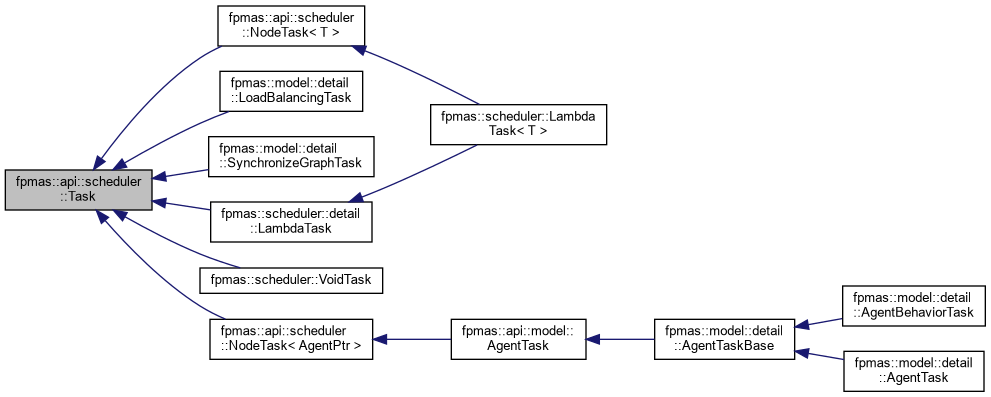 fpmas::api::scheduler
::Task
fpmas::api::scheduler
::NodeTask< T >
fpmas::model::detail
::LoadBalancingTask
fpmas::model::detail
::SynchronizeGraphTask
fpmas::scheduler::detail
::LambdaTask
fpmas::scheduler::VoidTask
fpmas::api::scheduler
::NodeTask< AgentPtr >
fpmas::scheduler::Lambda
Task< T >
fpmas::api::model::
AgentTask
fpmas::model::detail
::AgentTaskBase
fpmas::model::detail
::AgentBehaviorTask
fpmas::model::detail
::AgentTask